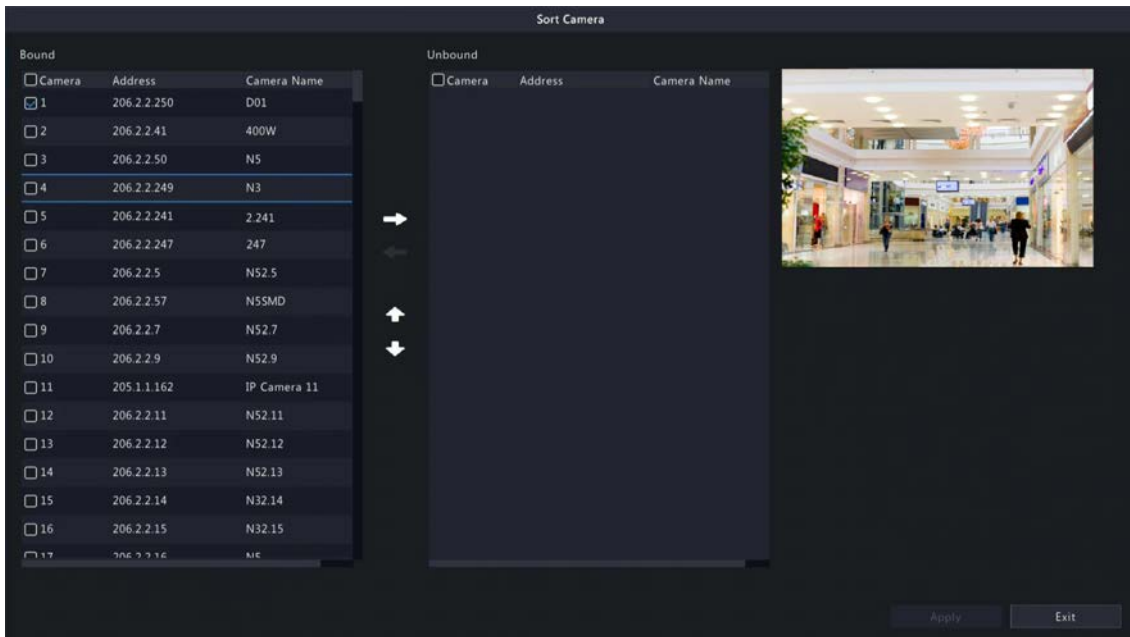 Sort Camera
Bound
Unbound
Camera Address Camera Name
Camera Address Camera Name
1 206.2.2.250 D01
2 206.2.2.41 400W
3 206.2.2.50 N5
4 206.2.2.249 N3
5 206.2.2.241 2.241
6 206.2.2.247 247
7 206.2.2.5 N52.5
8 206.2.2.57 N5SMD
9 206.2.2.7 N52.7
10 206.2.2.9 N52.9
11 205.1.1.162 IP Camera 11
12 206.2.2.11 N52.11
13 206.2.2.12 N52.12
14 206.2.2.13 N52.13
15 206.2.2.14 N32.14
16 206.2.2.15 N32.15
17 206.2.2.16 N5
Apply Exit